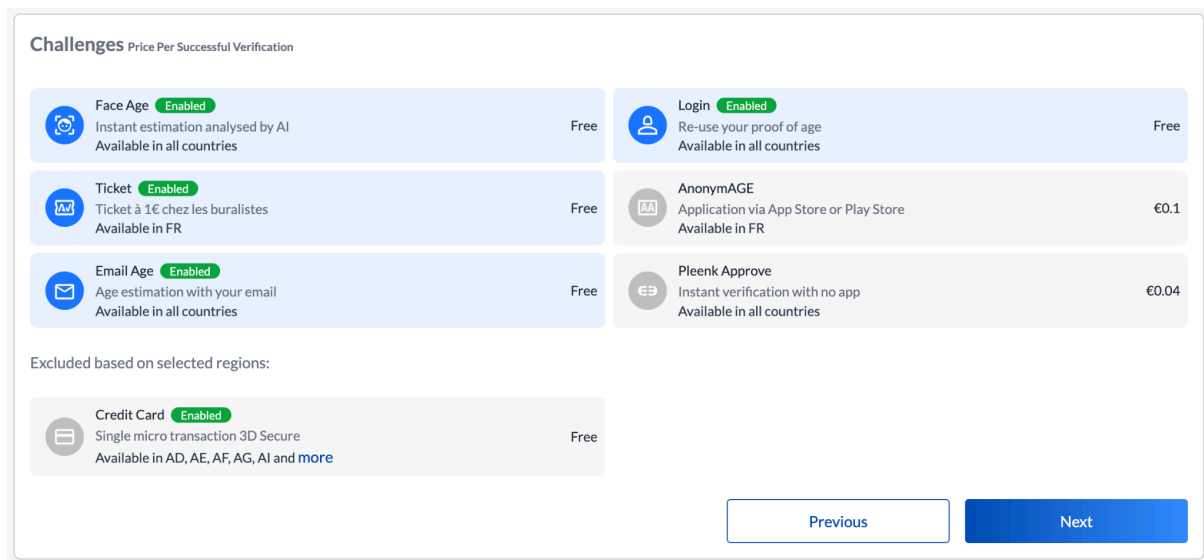 Challenges Price Per Successful Verification
Face Age Enabled
Instant estimation analysed by AI
Available in all countries
Free
Login Enabled
Re-use your proof of age
Available in all countries
Free
Ticket Enabled
Ticket à 1€ chez les buralistes
Available in FR
Free
AA
AnonymAGE
Application via App Store or Play Store
Available in FR
€0.1
Email Age Enabled
Age estimation with your email
Available in all countries
Free
Pleenk Approve
Instant verification with no app
Available in all countries
€0.04
Excluded based on selected regions:
Credit Card Enabled
Single micro transaction 3D Secure
Available in AD, AE, AF, AG, AI and more
Free
Previous
Next